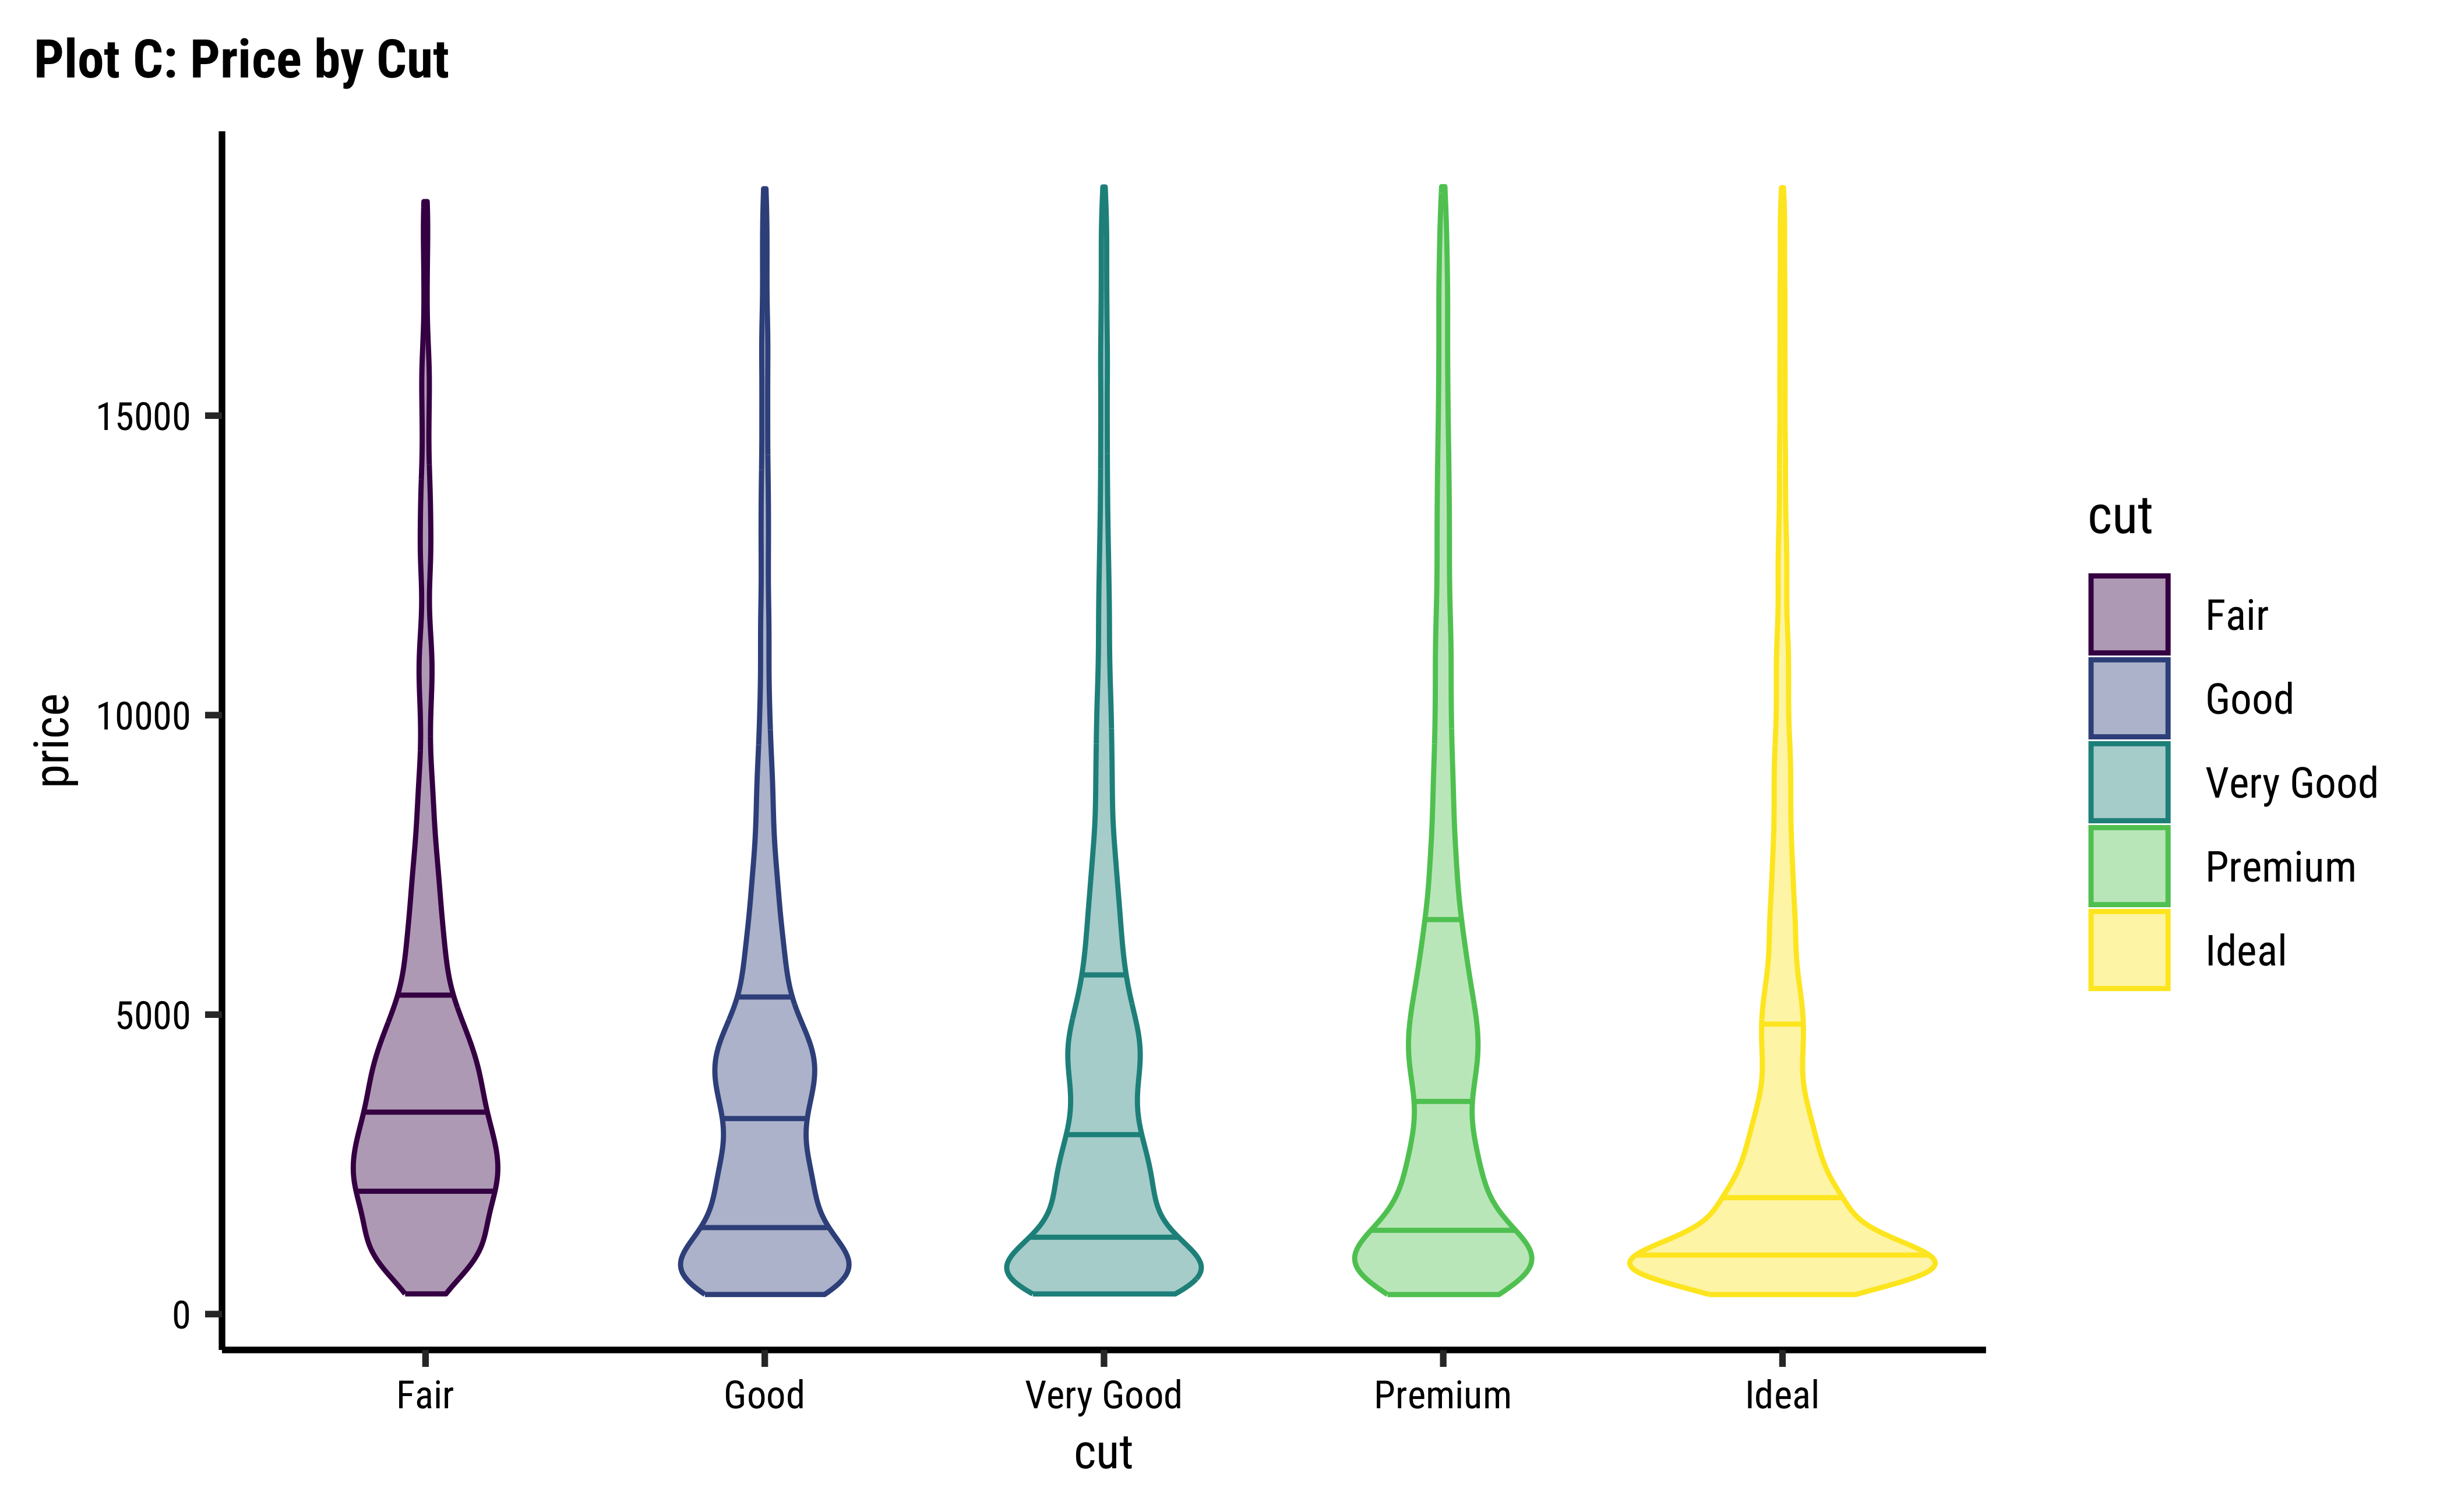 Plot C: Price by Cut
price
15000
10000
5000
0
Fair
Good
Very Good
Premium
Ideal
cut
cut
Fair
Good
Very Good
Premium
Ideal